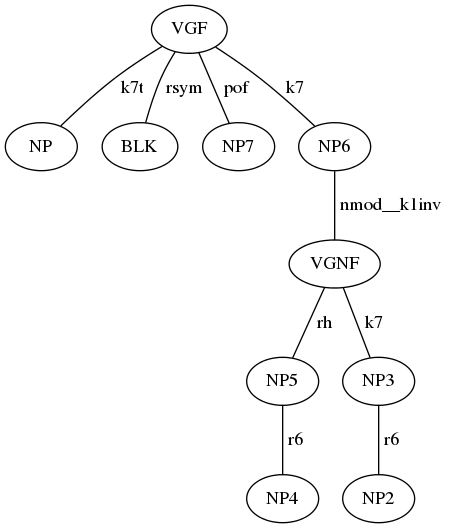 VGF
k7t rsym pof k7
NP BLK NP7 NP6
nmod__k1inv
VGNF
rh k7
NP5 NP3
r6 r6
NP4 NP2